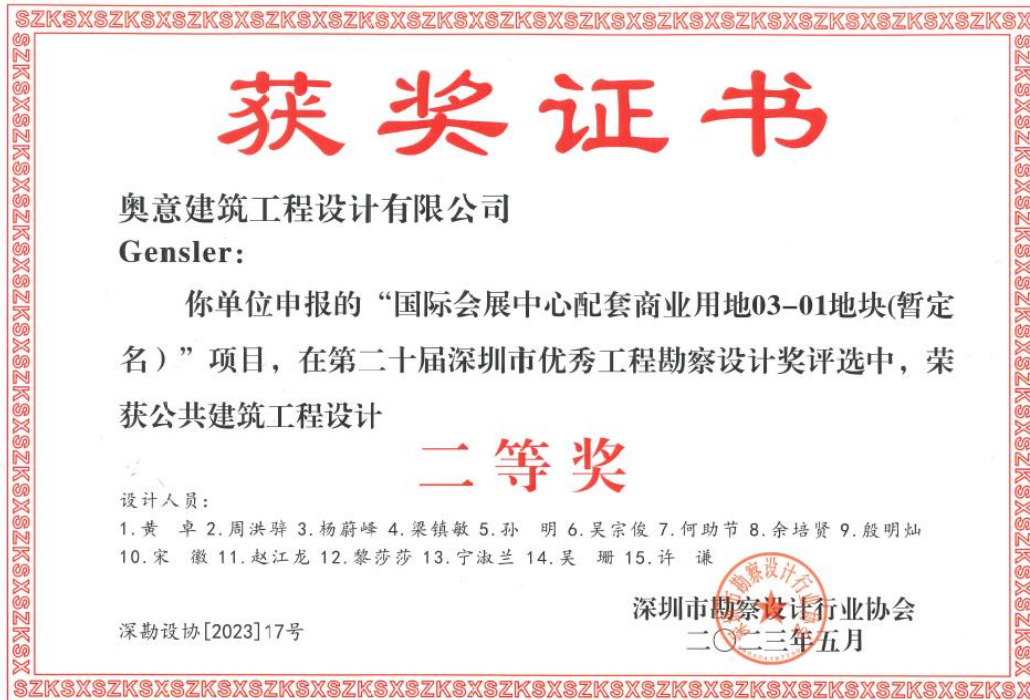 SZKSXSZKSXSZKSXSZKSXSZKSXSZKSXSZKSXSZKSXSZKSXSZKSXSZKSX
获奖证书
奥意建筑工程设计有限公司
Gensler：
你单位申报的“国际会展中心配套商业用地03-01地块(暂定
名）”项目，在第二十届深圳市优秀工程勘察设计奖评选中，荣
获公共建筑工程设计
二等奖
设计人员：
1.黄 卓 2.周洪骅 3.杨蔚峰 4.梁镇敏 5.孙 明 6.吴宗俊 7.何助节 8.余培贤 9.殷明灿
10.宋 徽 11.赵江龙 12.黎莎莎 13.宁淑兰 14.吴 珊 15.许 谦
深圳市勘察设计行业协会
深勘设协[2023]17号
二〇二三年五月